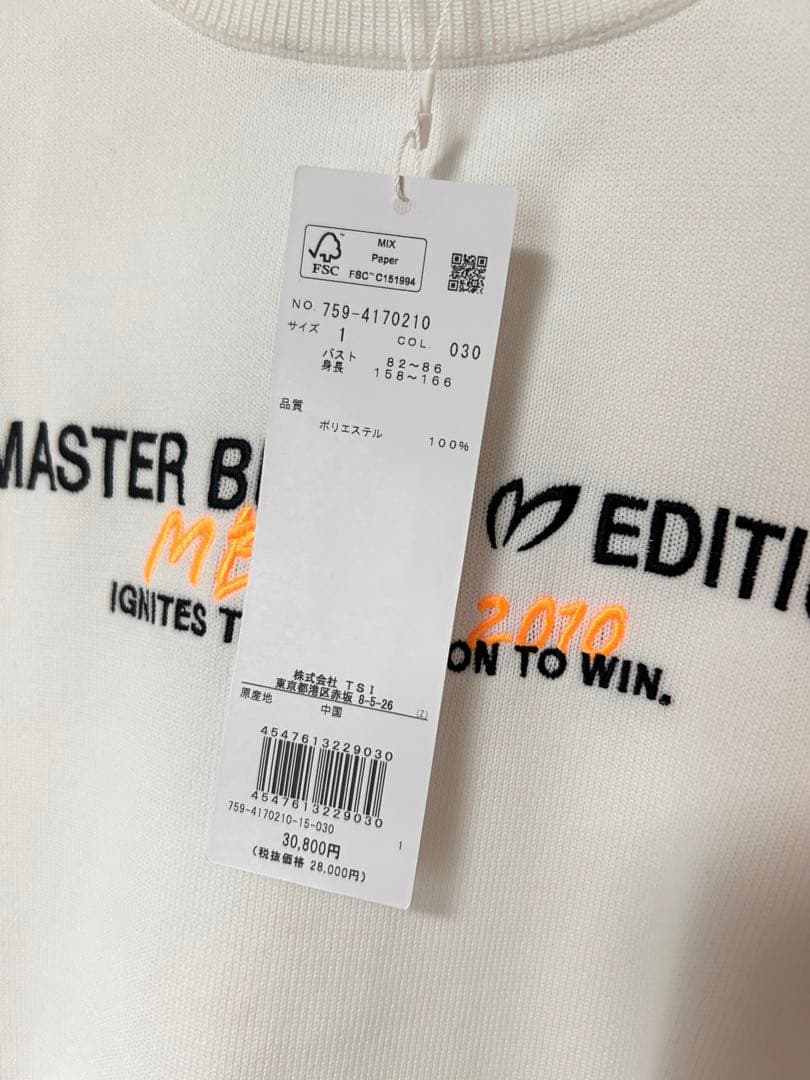 MIX
Paper
FSC™
FSC™ C151994
NO. 759-4170210
サイズ 1 COL. 030
バスト 82～86
身長 158～166
品質
ポリエステル 100%
MASTER B EDITI
ME 2010
IGNITES T ON TO WIN.
株式会社 TSI
東京都港区赤坂 8-5-26
原産地 中国 (Z)
4547613229030
4547613229030
759-4170210-15-030
30,800円 1
(税抜価格 28,000円)